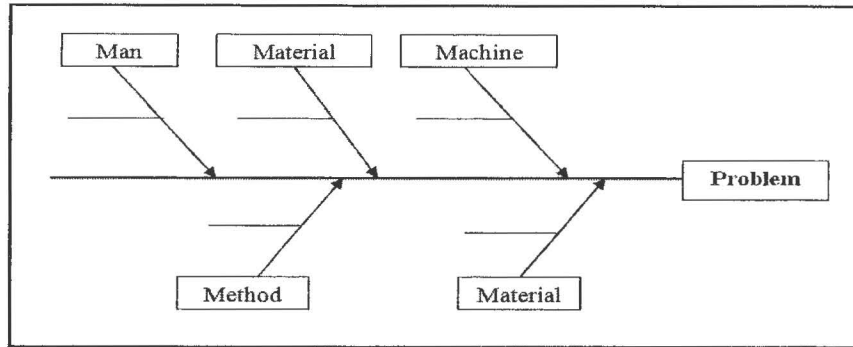 Man
Material
Machine
Problem
Method
Material